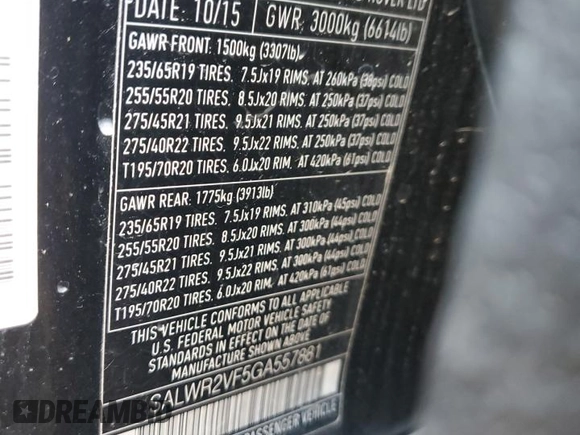 DATE: 10/15 GWR: 3000kg (6614lb)
GAWR FRONT: 1500kg (3307lb)
235/65R19 TIRES. 7.5Jx19 RIMS. AT 260kPa (38psi) COLD
255/55R20 TIRES. 8.5Jx20 RIMS. AT 250kPa (37psi) COLD
275/45R21 TIRES. 9.5Jx21 RIMS. AT 250kPa (37psi) COLD
275/40R22 TIRES. 9.5Jx22 RIMS. AT 250kPa (37psi) COLD
T195/70R20 TIRES. 6.0Jx20 RIM. AT 420kPa (61psi) COLD
GAWR REAR: 1775kg (3913lb)
235/65R19 TIRES. 7.5Jx19 RIMS. AT 310kPa (45psi) COLD
255/55R20 TIRES. 8.5Jx20 RIMS. AT 300kPa (44psi) COLD
275/45R21 TIRES. 9.5Jx21 RIMS. AT 300kPa (44psi) COLD
275/40R22 TIRES. 9.5Jx22 RIMS. AT 300kPa (44psi) COLD
T195/70R20 TIRES. 6.0Jx20 RIM. AT 420kPa (61psi) COLD
THIS VEHICLE CONFORMS TO ALL APPLICABLE
U.S. FEDERAL MOTOR VEHICLE SAFETY
STANDARDS IN EFFECT ON THE DATE OF
MANUFACTURE SHOWN ABOVE.
SALWR2VF5GA557861
PASSENGER VEHICLE